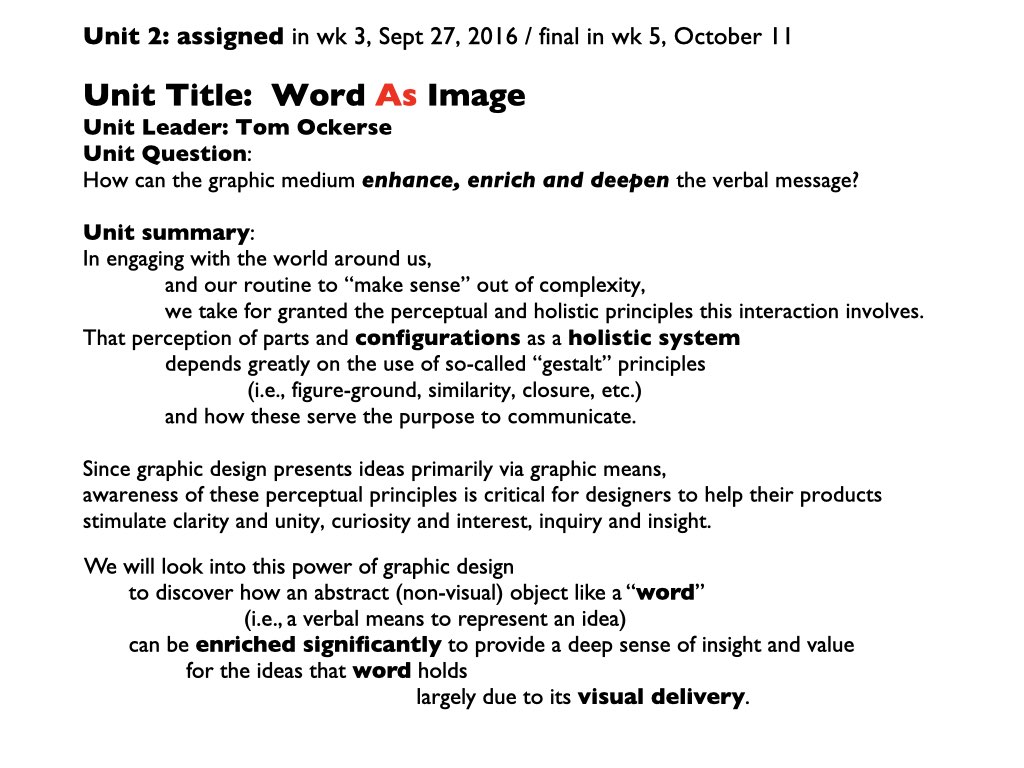 Unit 2: assigned in wk 3, Sept 27, 2016 / final in wk 5, October 11
Unit Title: Word As Image
Unit Leader: Tom Ockerse
Unit Question:
How can the graphic medium enhance, enrich and deepen the verbal message?
Unit summary:
In engaging with the world around us,
and our routine to “make sense” out of complexity,
we take for granted the perceptual and holistic principles this interaction involves.
That perception of parts and configurations as a holistic system
depends greatly on the use of so-called “gestalt” principles
(i.e., figure-ground, similarity, closure, etc.)
and how these serve the purpose to communicate.
Since graphic design presents ideas primarily via graphic means,
awareness of these perceptual principles is critical for designers to help their products
stimulate clarity and unity, curiosity and interest, inquiry and insight.
We will look into this power of graphic design
to discover how an abstract (non-visual) object like a “word”
(i.e., a verbal means to represent an idea)
can be enriched significantly to provide a deep sense of insight and value
for the ideas that word holds
largely due to its visual delivery.